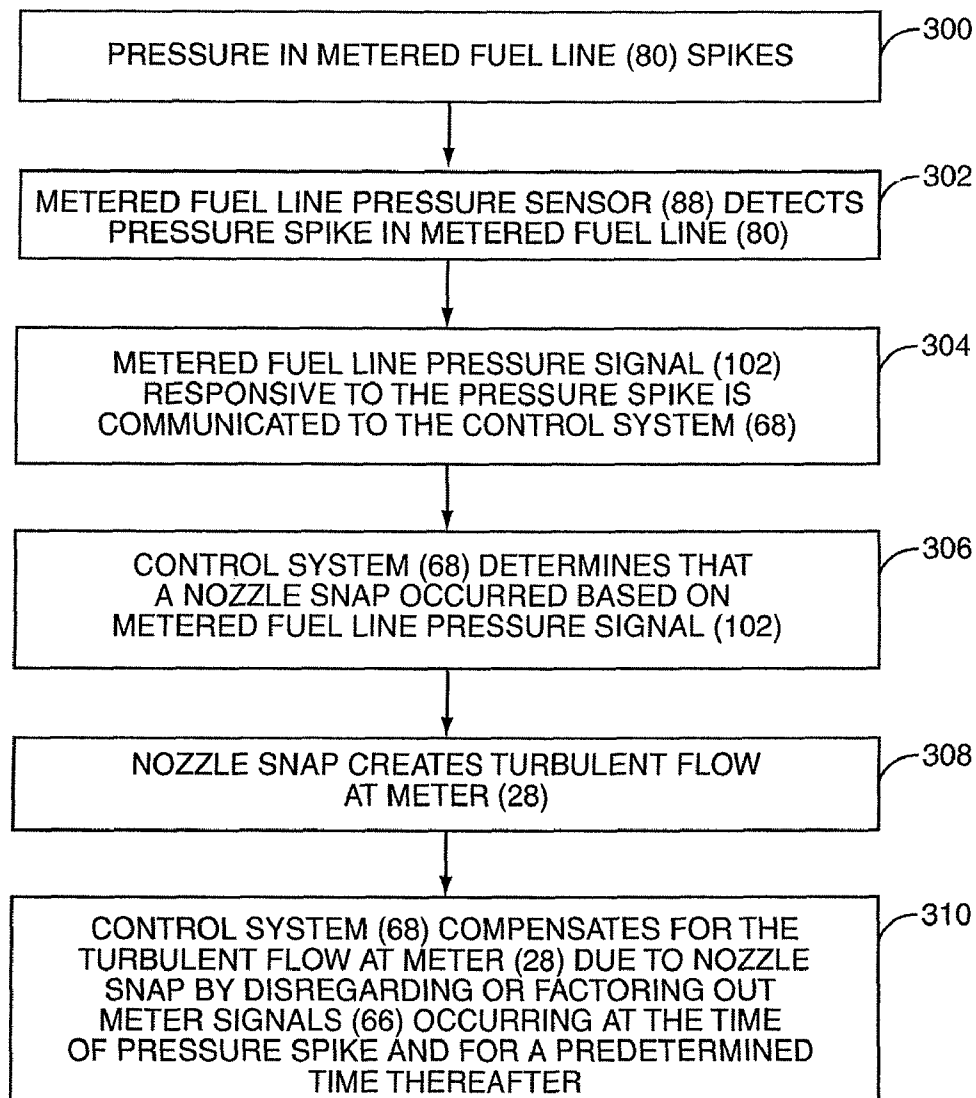 300
PRESSURE IN METERED FUEL LINE (80) SPIKES
302
METERED FUEL LINE PRESSURE SENSOR (88) DETECTS
PRESSURE SPIKE IN METERED FUEL LINE (80)
304
METERED FUEL LINE PRESSURE SIGNAL (102)
RESPONSIVE TO THE PRESSURE SPIKE IS
COMMUNICATED TO THE CONTROL SYSTEM (68)
306
CONTROL SYSTEM (68) DETERMINES THAT
A NOZZLE SNAP OCCURRED BASED ON
METERED FUEL LINE PRESSURE SIGNAL (102)
308
NOZZLE SNAP CREATES TURBULENT FLOW
AT METER (28)
310
CONTROL SYSTEM (68) COMPENSATES FOR THE
TURBULENT FLOW AT METER (28) DUE TO NOZZLE
SNAP BY DISREGARDING OR FACTORING OUT
METER SIGNALS (66) OCCURRING AT THE TIME
OF PRESSURE SPIKE AND FOR A PREDETERMINED
TIME THEREAFTER